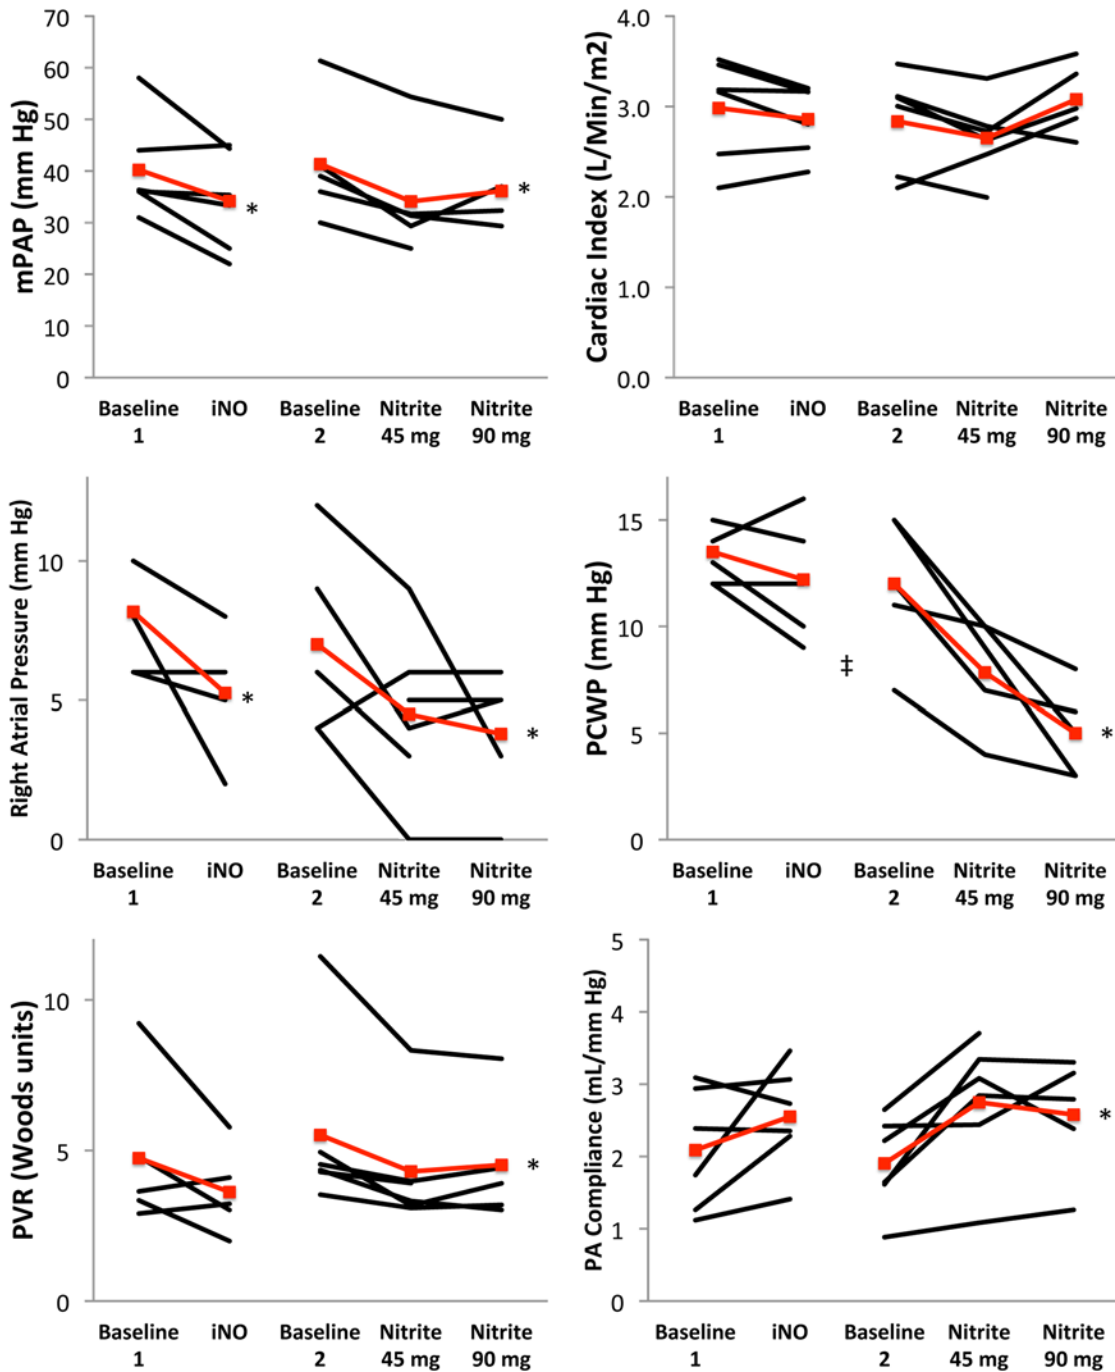 mPAP (mm Hg)
70
60
50
40
30
20
10
0
*
*
Baseline 1
iNO
Baseline 2
Nitrite 45 mg
Nitrite 90 mg
Cardiac Index (L/Min/m2)
4.0
3.0
2.0
1.0
0.0
Baseline 1
iNO
Baseline 2
Nitrite 45 mg
Nitrite 90 mg
Right Atrial Pressure (mm Hg)
10
5
0
*
*
Baseline 1
iNO
Baseline 2
Nitrite 45 mg
Nitrite 90 mg
PCWP (mm Hg)
15
10
5
0
‡
*
Baseline 1
iNO
Baseline 2
Nitrite 45 mg
Nitrite 90 mg
PVR (Woods units)
10
5
0
*
Baseline 1
iNO
Baseline 2
Nitrite 45 mg
Nitrite 90 mg
PA Compliance (mL/mm Hg)
5
4
3
2
1
0
*
Baseline 1
iNO
Baseline 2
Nitrite 45 mg
Nitrite 90 mg